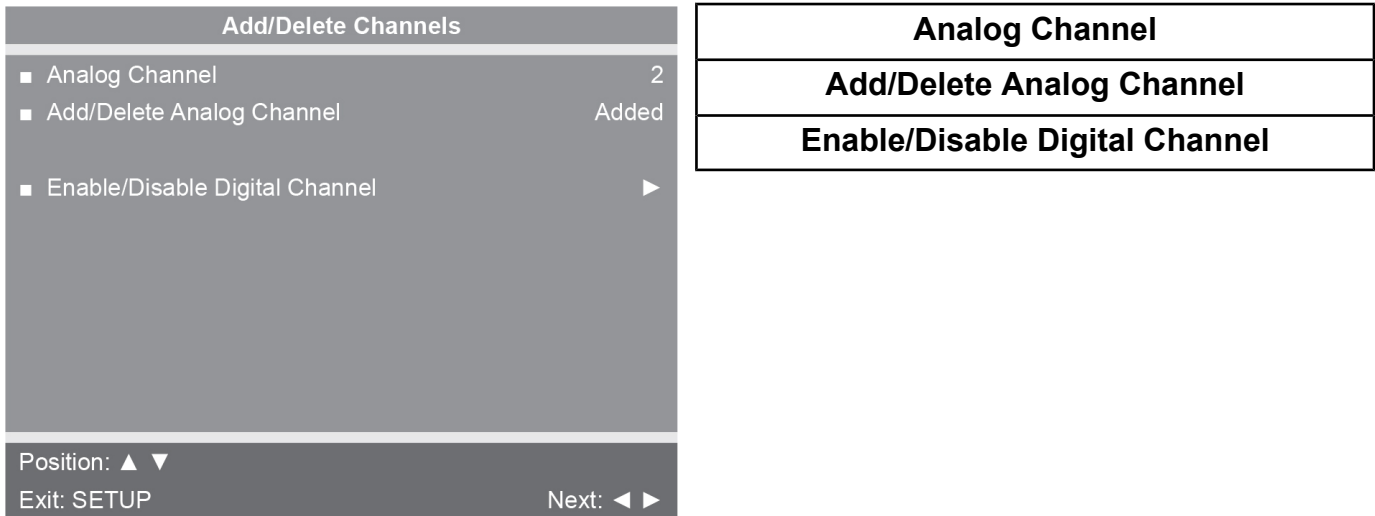 Add/Delete Channels
■ Analog Channel 2
■ Add/Delete Analog Channel Added
■ Enable/Disable Digital Channel ►
Position: ▲ ▼
Exit: SETUP Next: ◄ ►
Analog Channel
Add/Delete Analog Channel
Enable/Disable Digital Channel